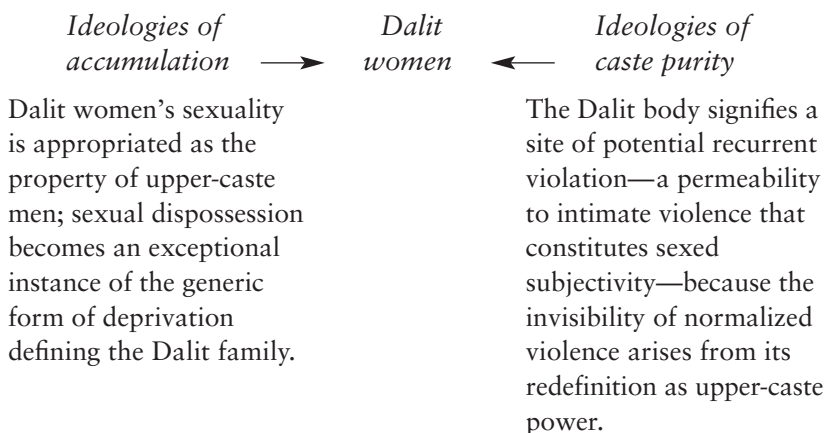 Ideologies of accumulation
Dalit women
Ideologies of caste purity
Dalit women's sexuality
is appropriated as the
property of upper-caste
men; sexual dispossession
becomes an exceptional
instance of the generic
form of deprivation
defining the Dalit family.
The Dalit body signifies a
site of potential recurrent
violation—a permeability
to intimate violence that
constitutes sexed
subjectivity—because the
invisibility of normalized
violence arises from its
redefinition as upper-caste
power.